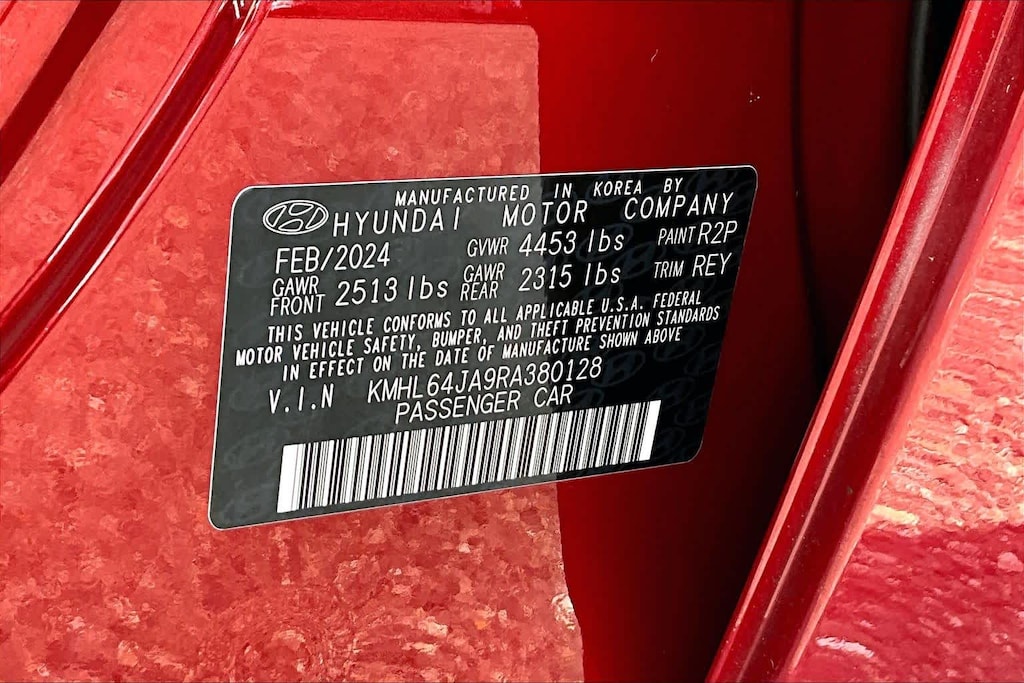 MANUFACTURED IN KOREA BY
HYUNDAI MOTOR COMPANY
FEB/2024 GVWR 4453 lbs PAINT R2P
GAWR FRONT 2513 lbs GAWR REAR 2315 lbs TRIM REY
THIS VEHICLE CONFORMS TO ALL APPLICABLE U.S.A. FEDERAL
MOTOR VEHICLE SAFETY, BUMPER, AND THEFT PREVENTION STANDARDS
IN EFFECT ON THE DATE OF MANUFACTURE SHOWN ABOVE
V.I.N KMHL64JA9RA380128
PASSENGER CAR